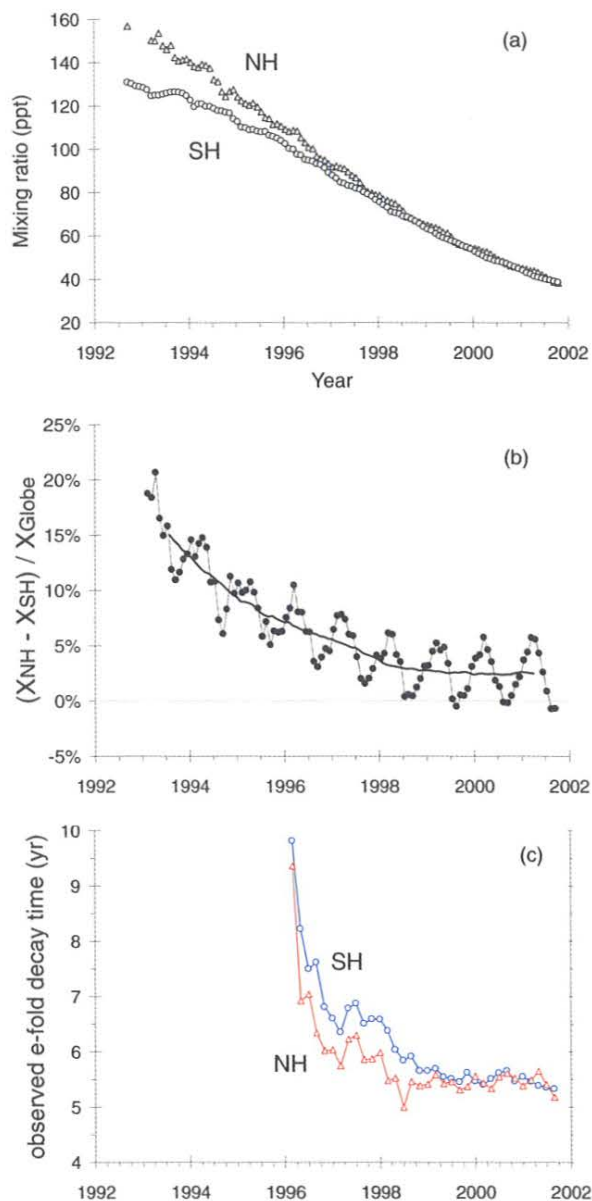 160
(a)
140
NH
120
100
SH
80
60
40
20
Mixing ratio (ppt)
1992 1994 1996 1998 2000 2002
Year
25%
(b)
20%
15%
10%
5%
0%
-5%
(XNH - XSH) / XGlobe
1992 1994 1996 1998 2000 2002
10
(c)
9
8
SH
7
6
NH
5
4
observed e-fold decay time (yr)
1992 1994 1996 1998 2000 2002